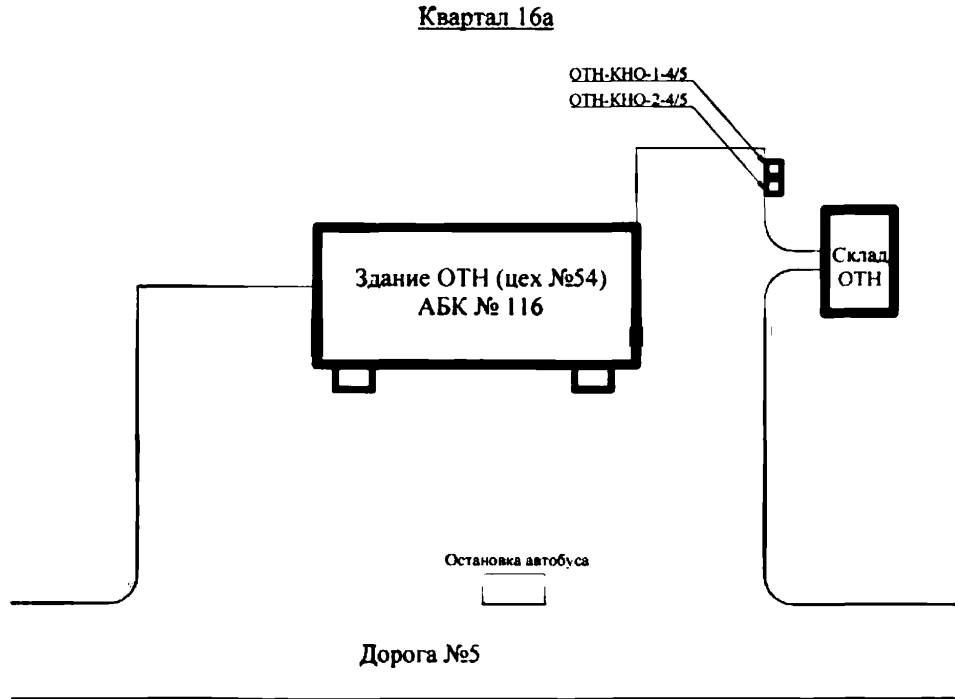 Квартал 16а
ОТН-КНО-1-4/5
ОТН-КНО-2-4/5
Здание ОТН (цех №54)
АБК № 116
Склад
ОТН
Остановка автобуса
Дорога №5